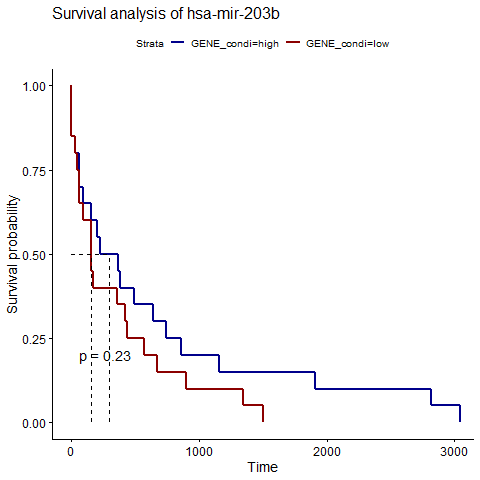 Survival analysis of hsa-mir-203b
Strata GENE_condi=high GENE_condi=low
Survival probability
1.00
0.75
0.50
0.25
0.00
p = 0.23
0 1000 2000 3000
Time